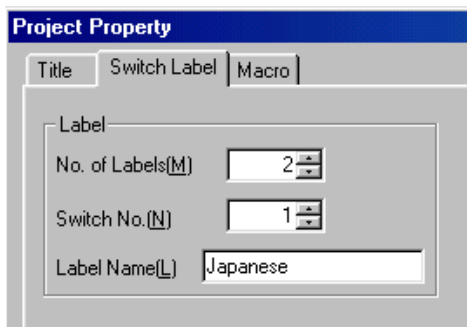 Project Property
Title Switch Label Macro
Label
No. of Labels(M) 2
Switch No.(N) 1
Label Name(L) Japanese